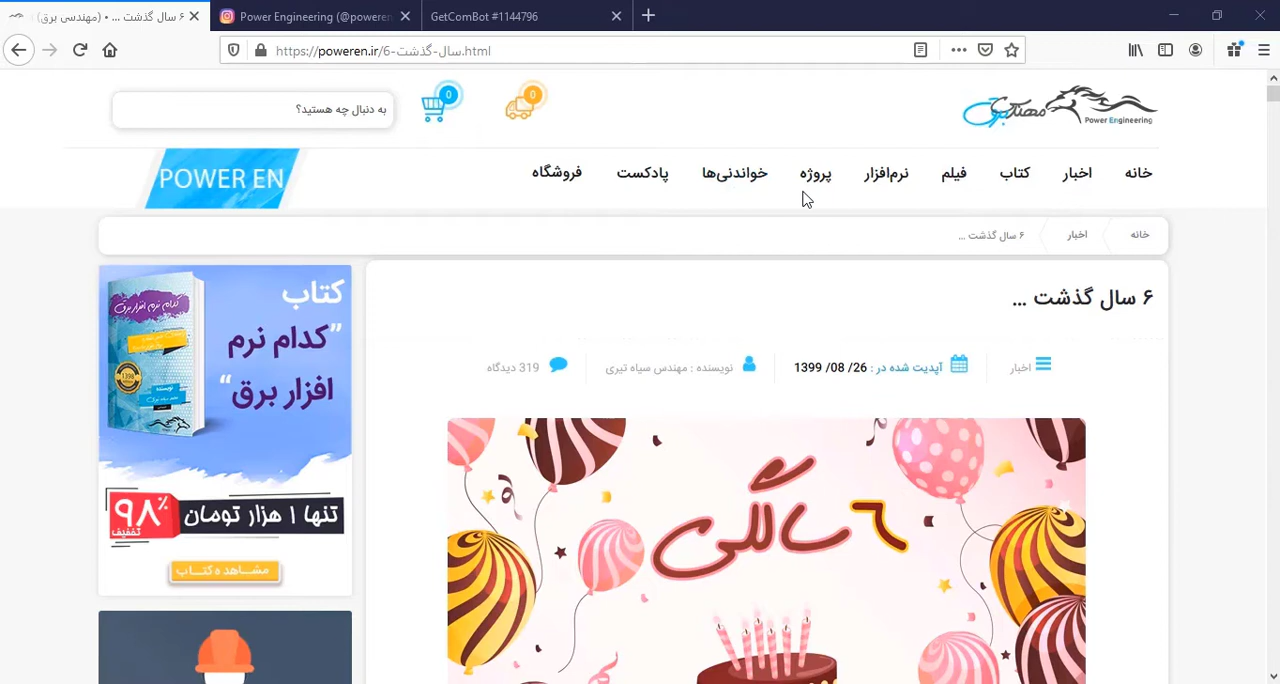 ۶ سال گذشت ... • (مهندسی برق)
Power Engineering (@poweren
GetComBot #1144796
https://poweren.ir/6-سال-گذشت.html
به دنبال چه هستید؟
0
0
مهندسی برق
Power Engineering
خانه
اخبار
کتاب
فیلم
نرم‌افزار
پروژه
خواندنی‌ها
پادکست
فروشگاه
POWER EN
خانه
اخبار
۶ سال گذشت ...
۶ سال گذشت ...
اخبار
آپدیت شده در : 26/ 08/ 1399
نویسنده : مهندس سیاه تیری
319 دیدگاه
۶ سالگی
کتاب
"کدام نرم
افزار برق"
کدام نرم افزار برق
1398
۹۸٪
تخفیف
تنها ۱ هزار تومان
مشاهده کتاب